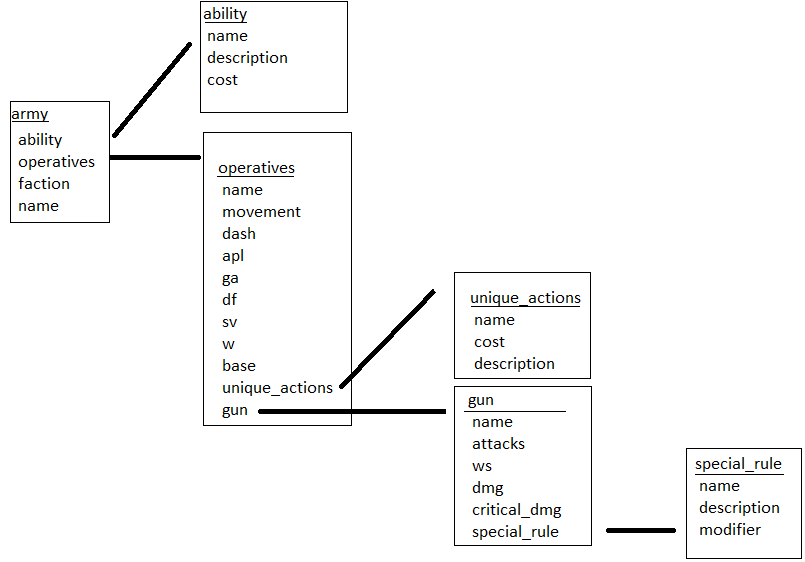 ability
name
description
cost
army
ability
operatives
faction
name
operatives
name
movement
dash
apl
ga
df
sv
w
base
unique_actions
gun
unique_actions
name
cost
description
gun
name
attacks
ws
dmg
critical_dmg
special_rule
special_rule
name
description
modifier